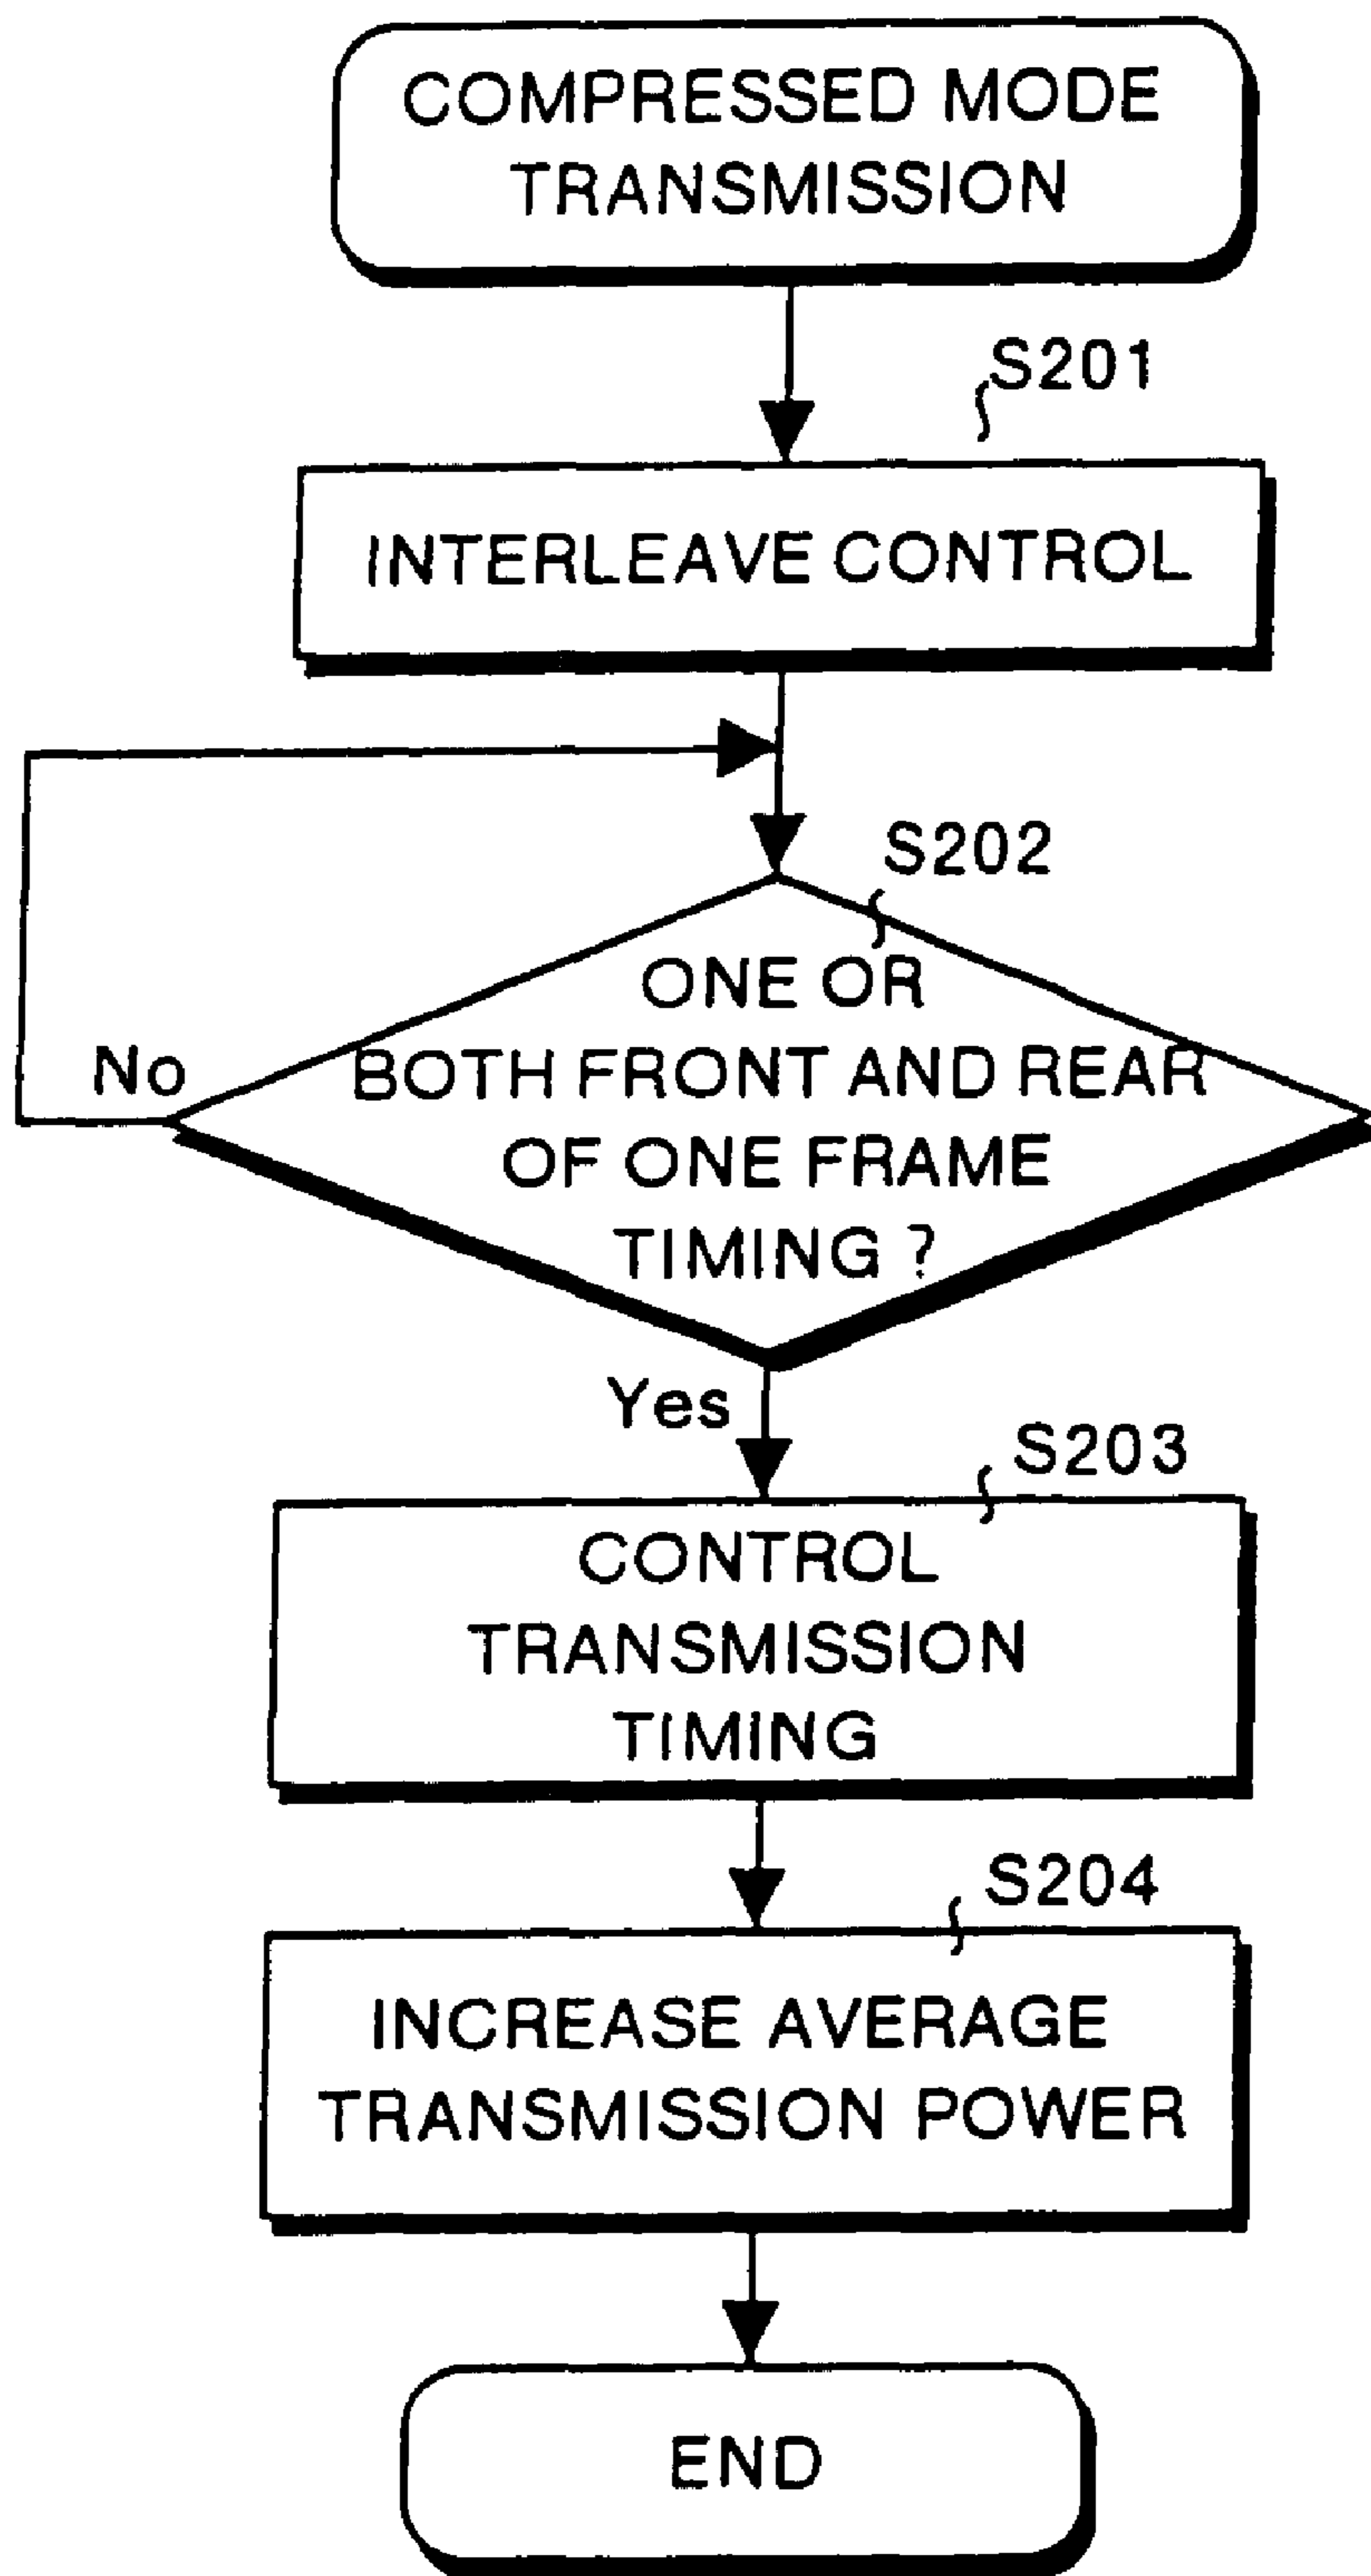 COMPRESSED MODE
TRANSMISSION
S201
INTERLEAVE CONTROL
S202
ONE OR
No
BOTH FRONT AND REAR
OF ONE FRAME
TIMING ?
Yes
S203
CONTROL
TRANSMISSION
TIMING
S204
INCREASE AVERAGE
TRANSMISSION POWER
END